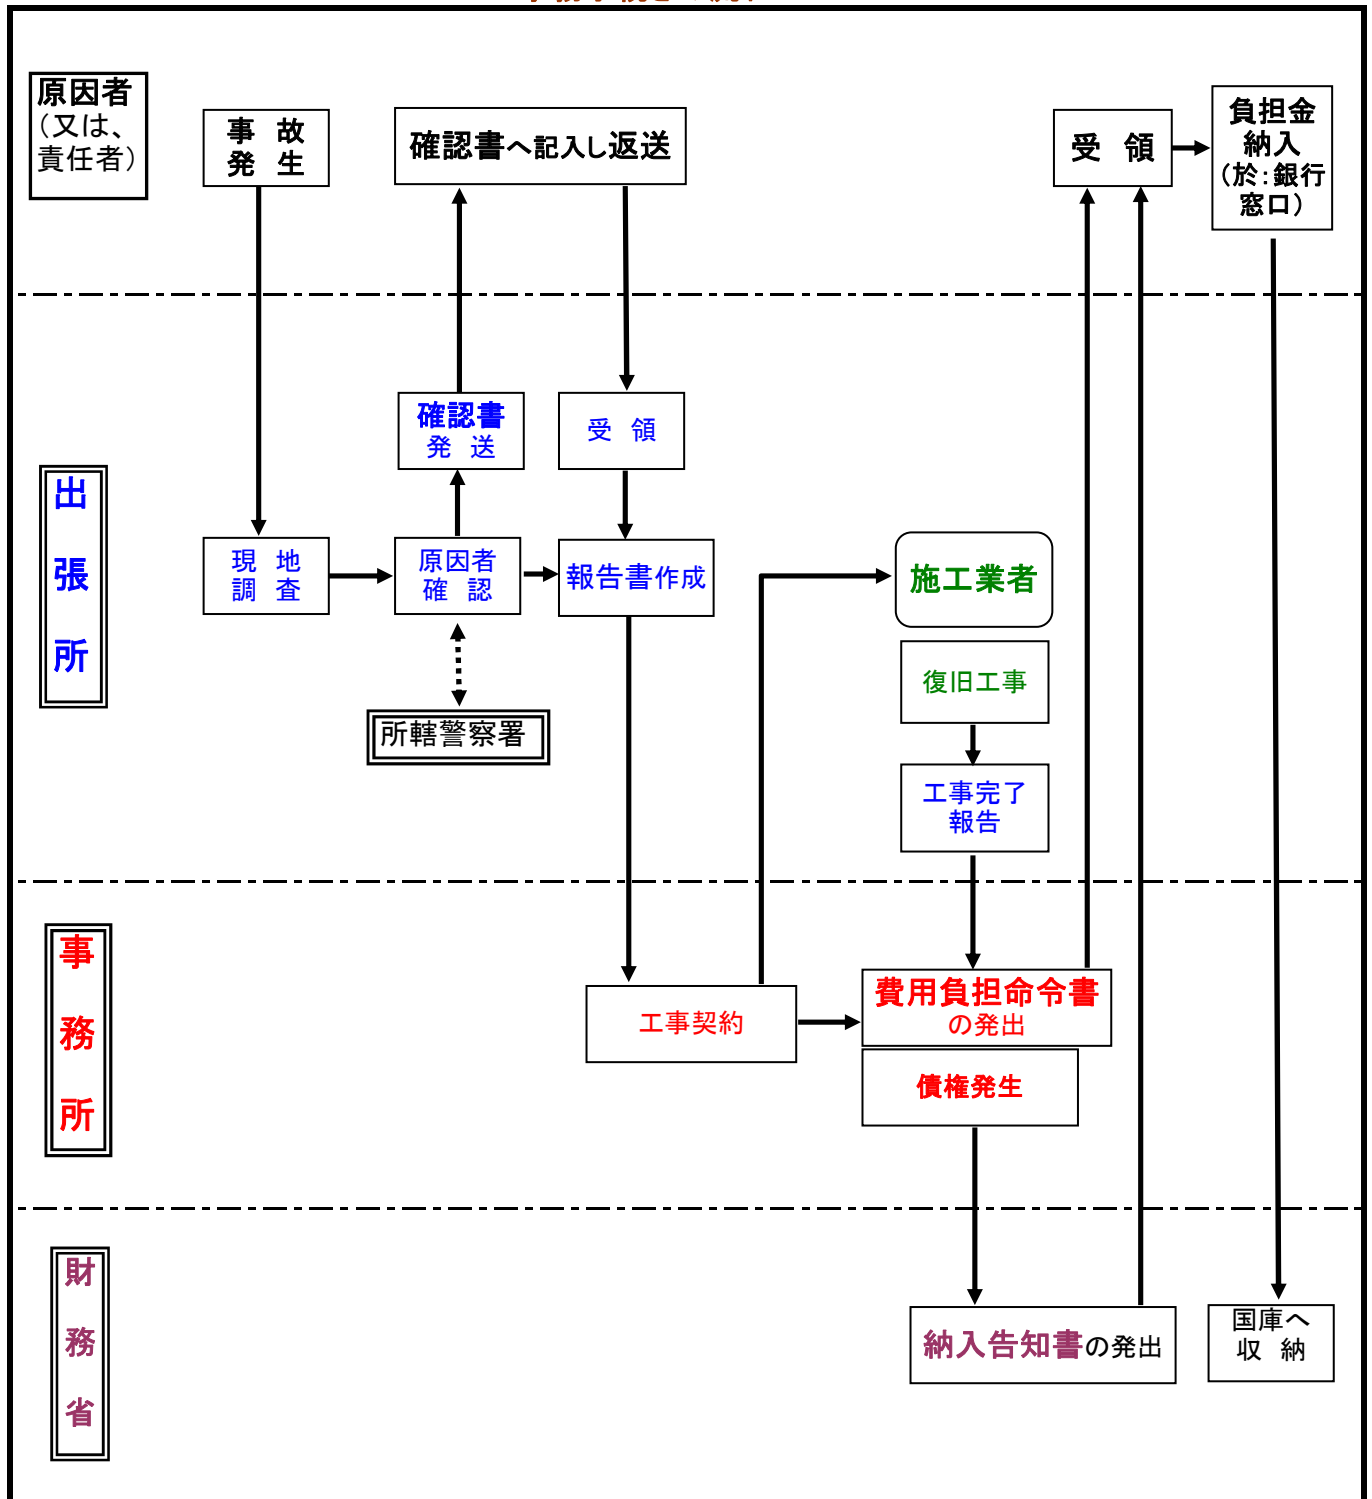 原因者
（又は、
責任者）
事 故
発 生
確認書へ記入し返送
受 領
負担金
納入
（於：銀行
窓口）
確認書
発 送
受 領
出
張
所
現 地
調 査
原因者
確 認
報告書作成
施工業者
復旧工事
所轄警察署
工事完了
報告
事
務
所
工事契約
費用負担命令書
の発出
債権発生
財
務
省
納入告知書の発出
国庫へ
収 納